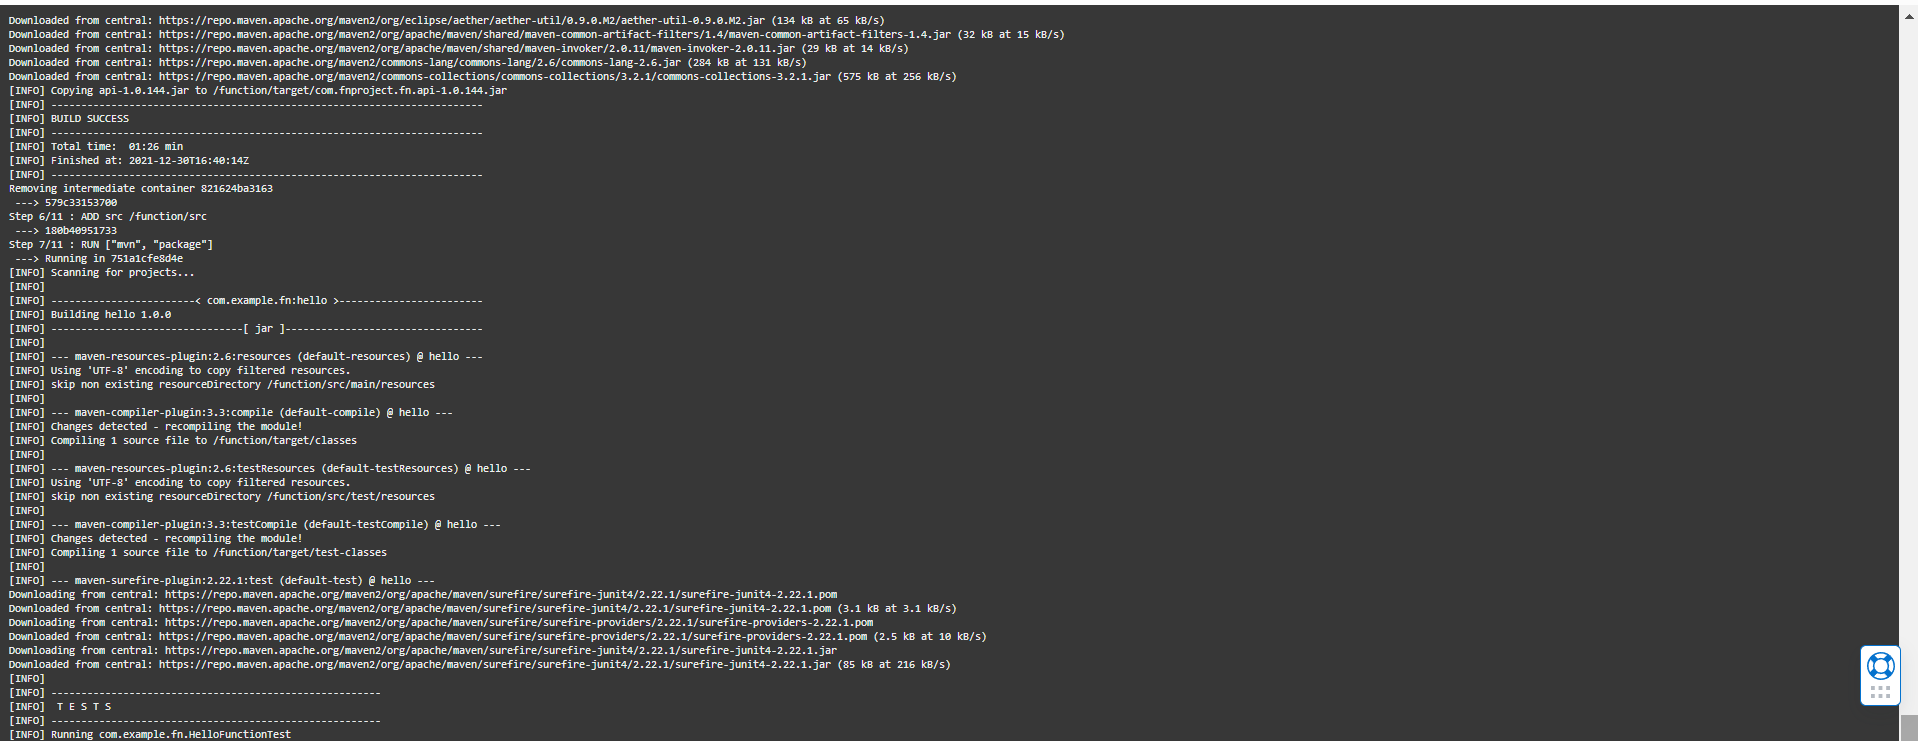 Downloaded from central: https://repo.maven.apache.org/maven2/org/eclipse/aether/aether-util/0.9.0.M2/aether-util-0.9.0.M2.jar (134 kB at 65 kB/s)
Downloaded from central: https://repo.maven.apache.org/maven2/org/apache/maven/shared/maven-common-artifact-filters/1.4/maven-common-artifact-filters-1.4.jar (32 kB at 15 kB/s)
Downloaded from central: https://repo.maven.apache.org/maven2/org/apache/maven/shared/maven-invoker/2.0.11/maven-invoker-2.0.11.jar (29 kB at 14 kB/s)
Downloaded from central: https://repo.maven.apache.org/maven2/commons-lang/commons-lang/2.6/commons-lang-2.6.jar (284 kB at 131 kB/s)
Downloaded from central: https://repo.maven.apache.org/maven2/commons-collections/commons-collections/3.2.1/commons-collections-3.2.1.jar (575 kB at 256 kB/s)
[INFO] Copying api-1.0.144.jar to /function/target/com.fnproject.fn.api-1.0.144.jar
[INFO] ------------------------------------------------------------------------
[INFO] BUILD SUCCESS
[INFO] ------------------------------------------------------------------------
[INFO] Total time:  01:26 min
[INFO] Finished at: 2021-12-30T16:40:14Z
[INFO] ------------------------------------------------------------------------
Removing intermediate container 821624ba3163
 ---> 579c33153700
Step 6/11 : ADD src /function/src
 ---> 180b40951733
Step 7/11 : RUN ["mvn", "package"]
 ---> Running in 751a1cfe8d4e
[INFO] Scanning for projects...
[INFO]
[INFO] ------------------------< com.example.fn:hello >------------------------
[INFO] Building hello 1.0.0
[INFO] --------------------------------[ jar ]---------------------------------
[INFO]
[INFO] --- maven-resources-plugin:2.6:resources (default-resources) @ hello ---
[INFO] Using 'UTF-8' encoding to copy filtered resources.
[INFO] skip non existing resourceDirectory /function/src/main/resources
[INFO]
[INFO] --- maven-compiler-plugin:3.3:compile (default-compile) @ hello ---
[INFO] Changes detected - recompiling the module!
[INFO] Compiling 1 source file to /function/target/classes
[INFO]
[INFO] --- maven-resources-plugin:2.6:testResources (default-testResources) @ hello ---
[INFO] Using 'UTF-8' encoding to copy filtered resources.
[INFO] skip non existing resourceDirectory /function/src/test/resources
[INFO]
[INFO] --- maven-compiler-plugin:3.3:testCompile (default-testCompile) @ hello ---
[INFO] Changes detected - recompiling the module!
[INFO] Compiling 1 source file to /function/target/test-classes
[INFO]
[INFO] --- maven-surefire-plugin:2.22.1:test (default-test) @ hello ---
Downloading from central: https://repo.maven.apache.org/maven2/org/apache/maven/surefire/surefire-junit4/2.22.1/surefire-junit4-2.22.1.pom
Downloaded from central: https://repo.maven.apache.org/maven2/org/apache/maven/surefire/surefire-junit4/2.22.1/surefire-junit4-2.22.1.pom (3.1 kB at 3.1 kB/s)
Downloading from central: https://repo.maven.apache.org/maven2/org/apache/maven/surefire/surefire-providers/2.22.1/surefire-providers-2.22.1.pom
Downloaded from central: https://repo.maven.apache.org/maven2/org/apache/maven/surefire/surefire-providers/2.22.1/surefire-providers-2.22.1.pom (2.5 kB at 10 kB/s)
Downloading from central: https://repo.maven.apache.org/maven2/org/apache/maven/surefire/surefire-junit4/2.22.1/surefire-junit4-2.22.1.jar
Downloaded from central: https://repo.maven.apache.org/maven2/org/apache/maven/surefire/surefire-junit4/2.22.1/surefire-junit4-2.22.1.jar (85 kB at 216 kB/s)
[INFO]
[INFO] -------------------------------------------------------
[INFO]  T E S T S
[INFO] -------------------------------------------------------
[INFO] Running com.example.fn.HelloFunctionTest